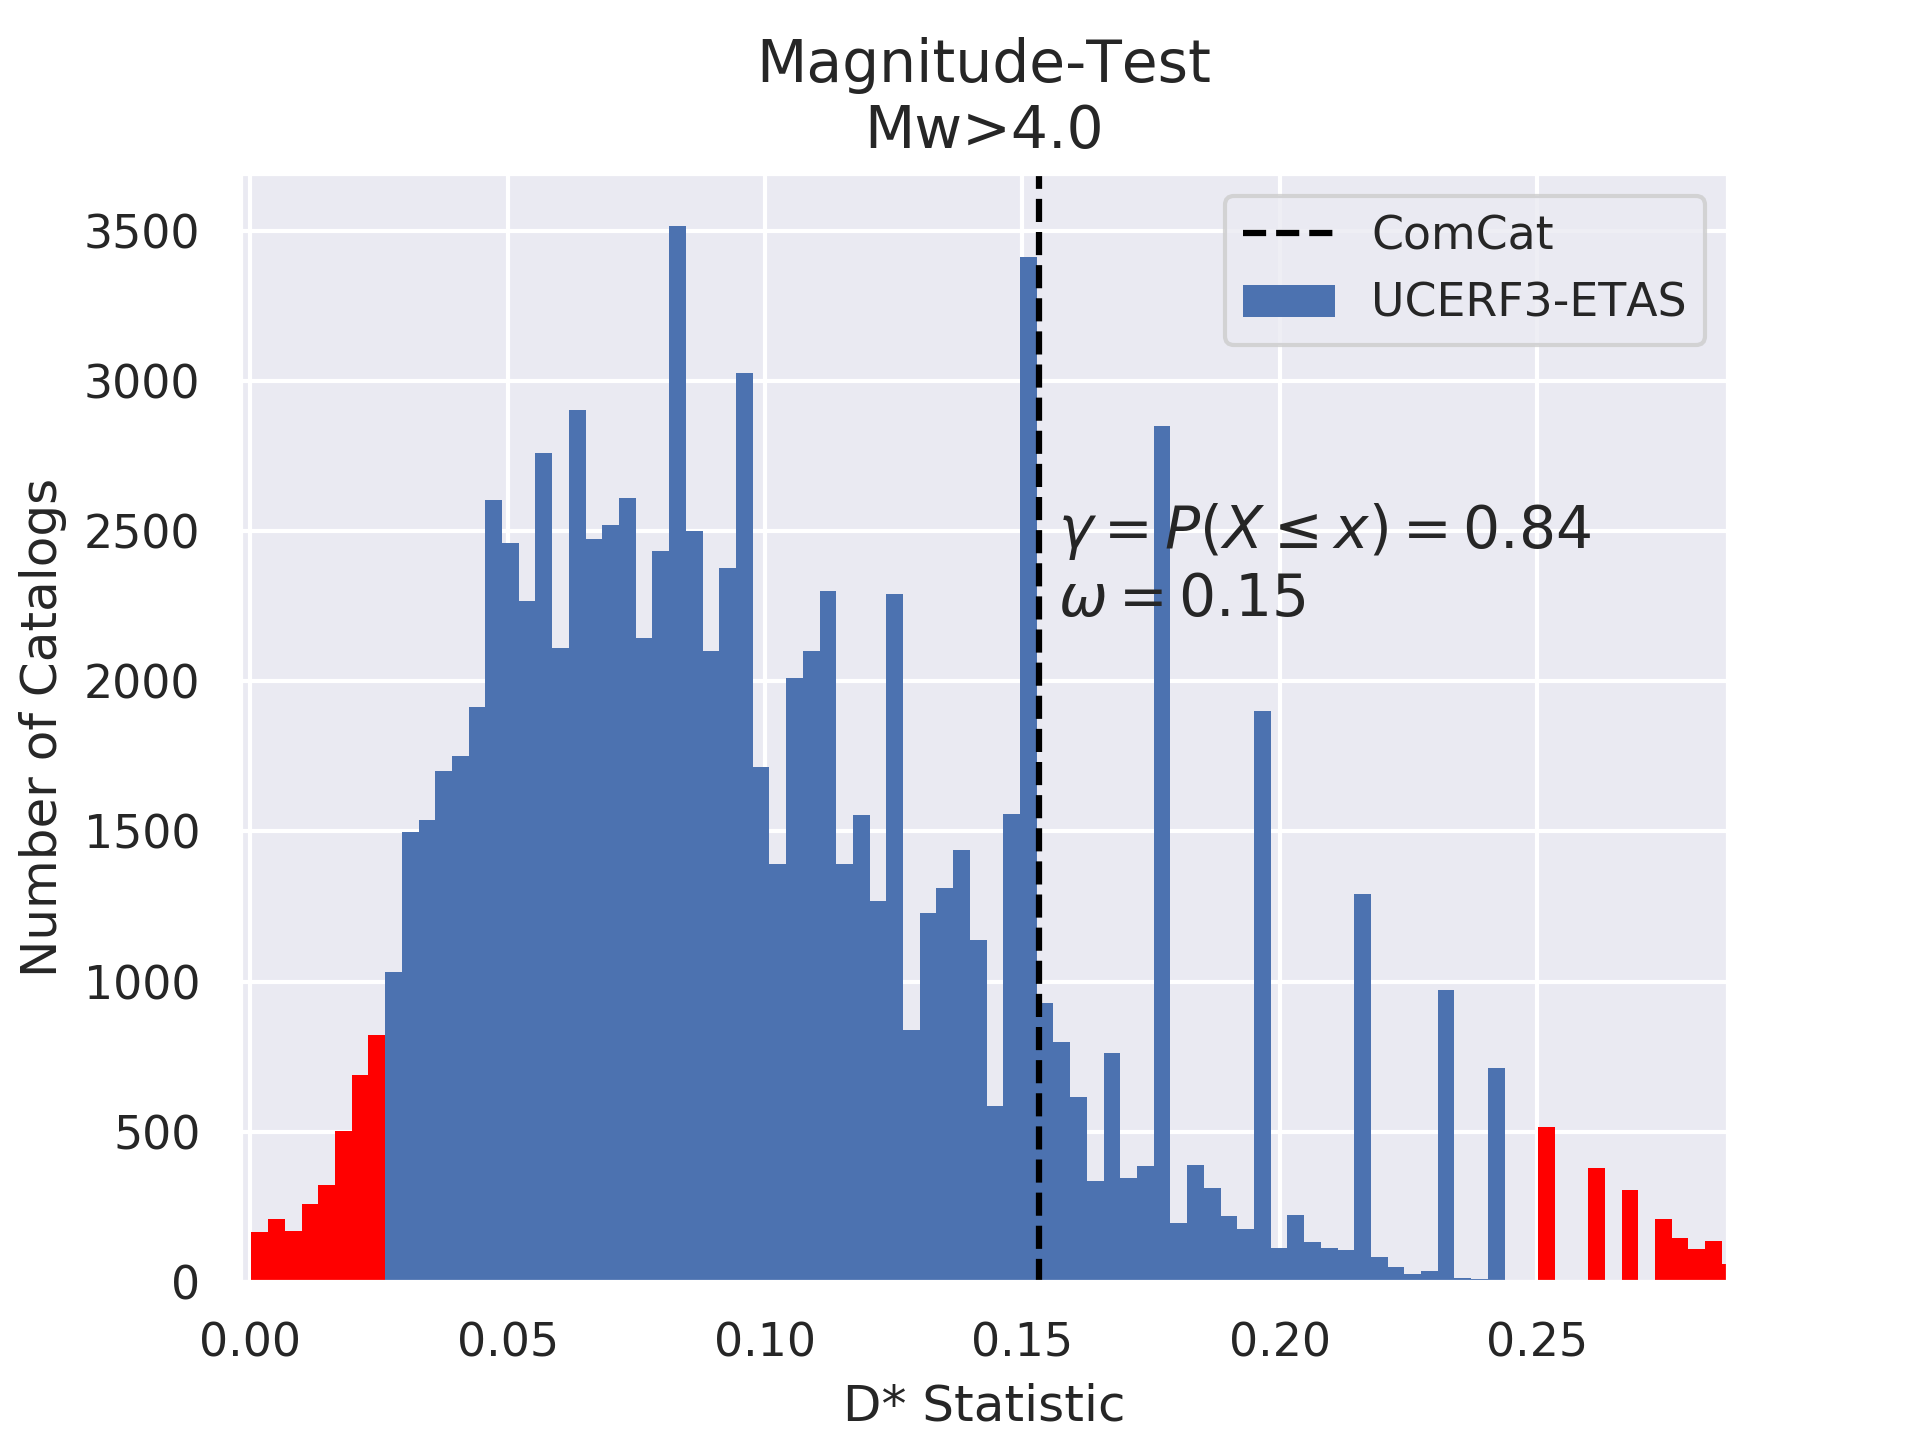 Magnitude-Test
Mw>4.0
ComCat
UCERF3-ETAS
γ = P(X ≤ x) = 0.84
ω = 0.15
Number of Catalogs
3500
3000
2500
2000
1500
1000
500
0
0.00 0.05 0.10 0.15 0.20 0.25
D* Statistic